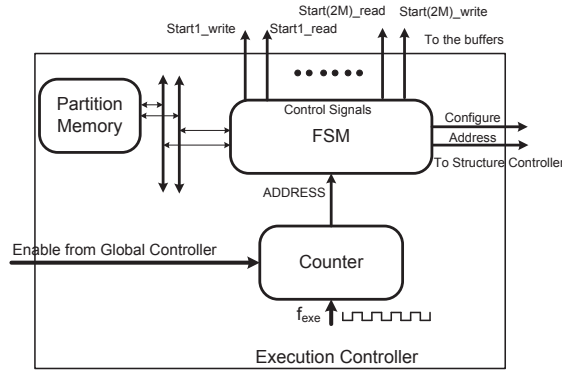 Start(2M)_read
Start(2M)_write
Start1_write
Start1_read
To the buffers
Partition
Memory
Control Signals
FSM
Configure
Address
To Structure Controller
ADDRESS
Enable from Global Controller
Counter
fexe
Execution Controller